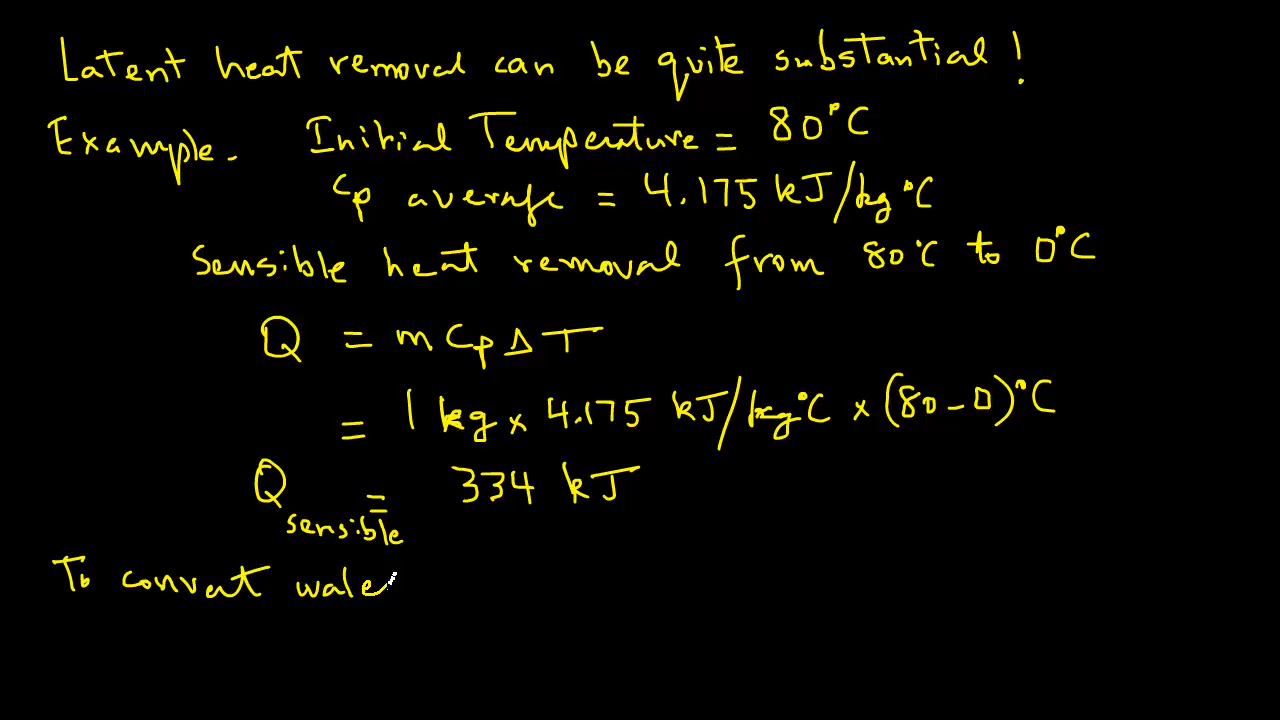 Latent heat removal can be quite substantial!
Example. Initial Temperature = 80°C
Cp average = 4.175 kJ/kg°C
Sensible heat removal from 80°C to 0°C
Q = m Cp Δ T
= 1 kg x 4.175 kJ/kg°C x (80-0)°C
Q sensible = 334 kJ
To convert wate